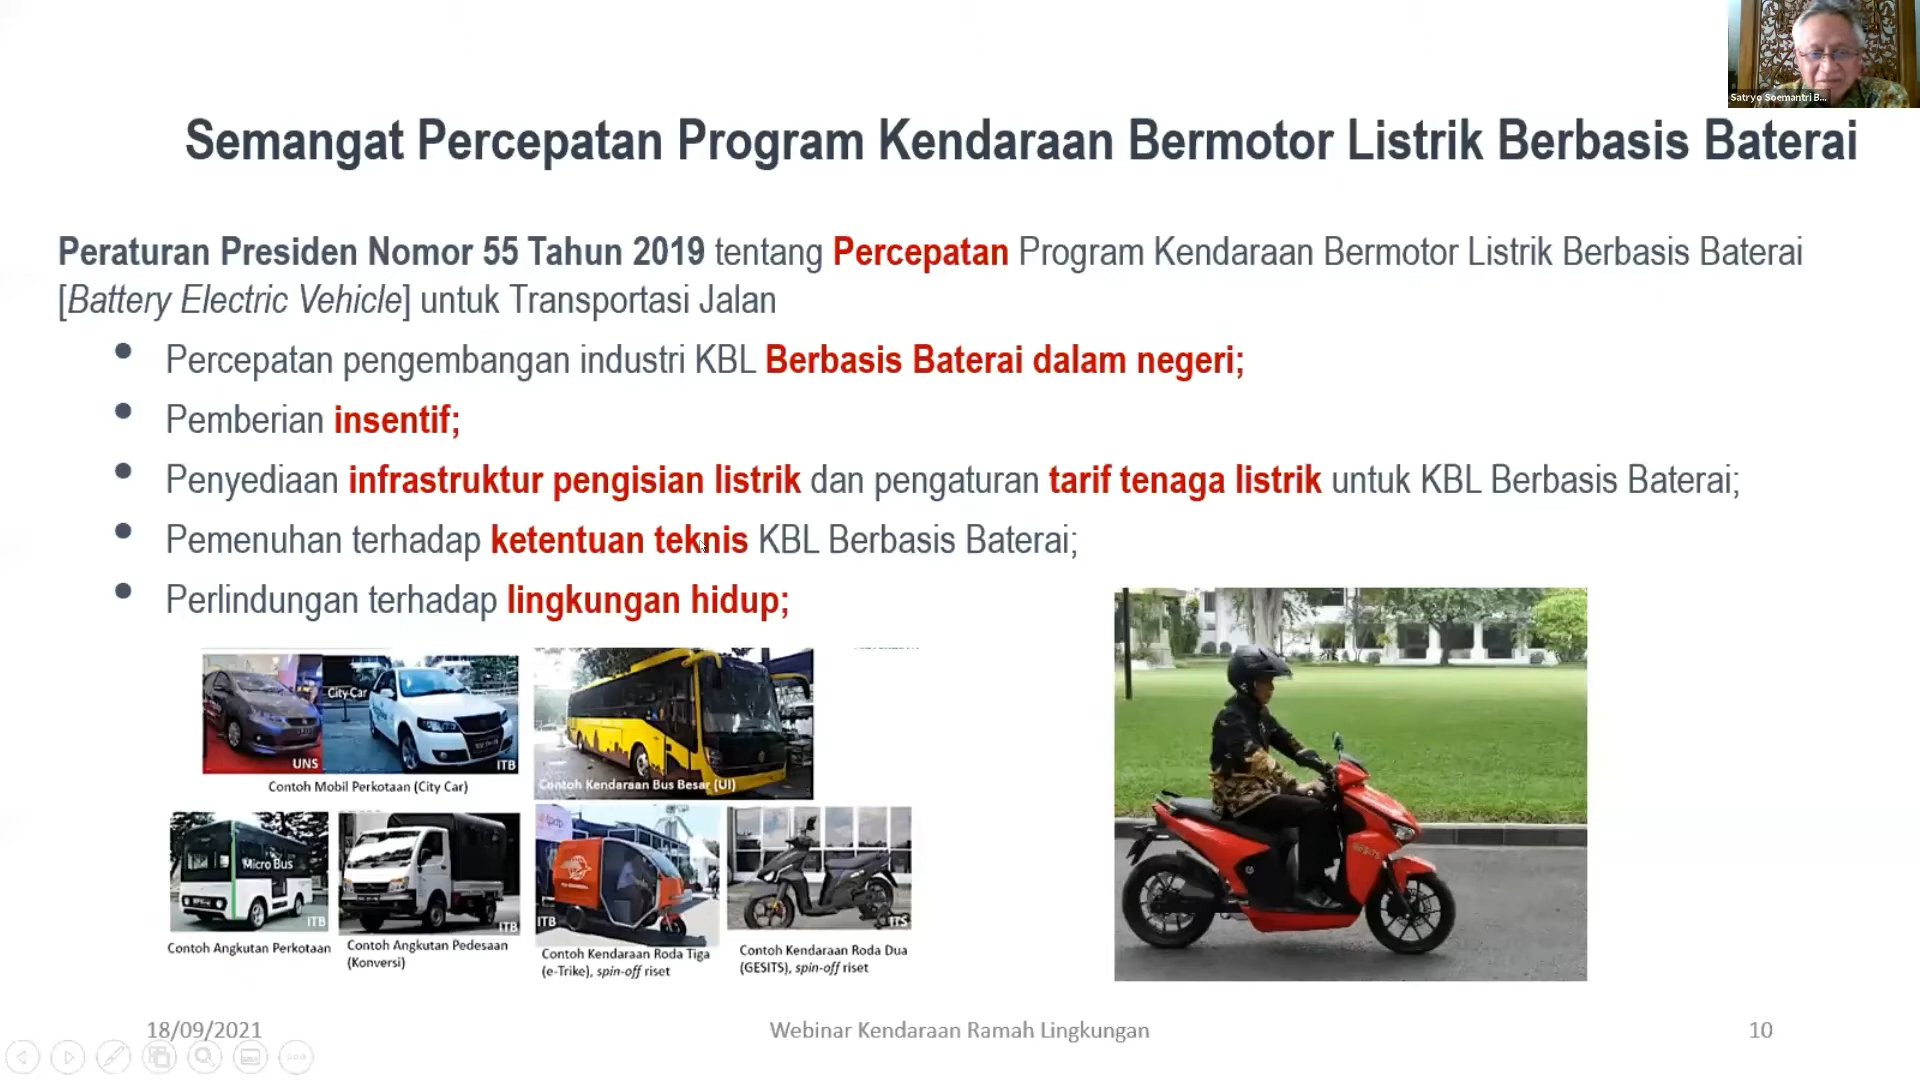 Satryo Soemantri B...
Semangat Percepatan Program Kendaraan Bermotor Listrik Berbasis Baterai
Peraturan Presiden Nomor 55 Tahun 2019 tentang Percepatan Program Kendaraan Bermotor Listrik Berbasis Baterai
[Battery Electric Vehicle] untuk Transportasi Jalan
• Percepatan pengembangan industri KBL Berbasis Baterai dalam negeri;
• Pemberian insentif;
• Penyediaan infrastruktur pengisian listrik dan pengaturan tarif tenaga listrik untuk KBL Berbasis Baterai;
• Pemenuhan terhadap ketentuan teknis KBL Berbasis Baterai;
• Perlindungan terhadap lingkungan hidup;
City Car
UNS
ITB
Contoh Mobil Perkotaan (City Car)
Contoh Kendaraan Bus Besar (UI)
Micro Bus
ITB
ITB
ITB
ITS
Contoh Angkutan Perkotaan
Contoh Angkutan Pedesaan
(Konversi)
Contoh Kendaraan Roda Tiga
(e-Trike), spin-off riset
Contoh Kendaraan Roda Dua
(GESITS), spin-off riset
18/09/2021
Webinar Kendaraan Ramah Lingkungan
10